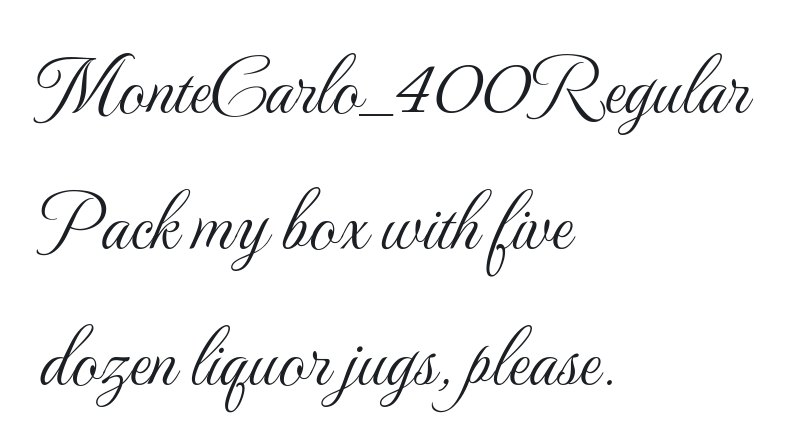 MonteCarlo_400Regular
Pack my box with five
dozen liquor jugs, please.